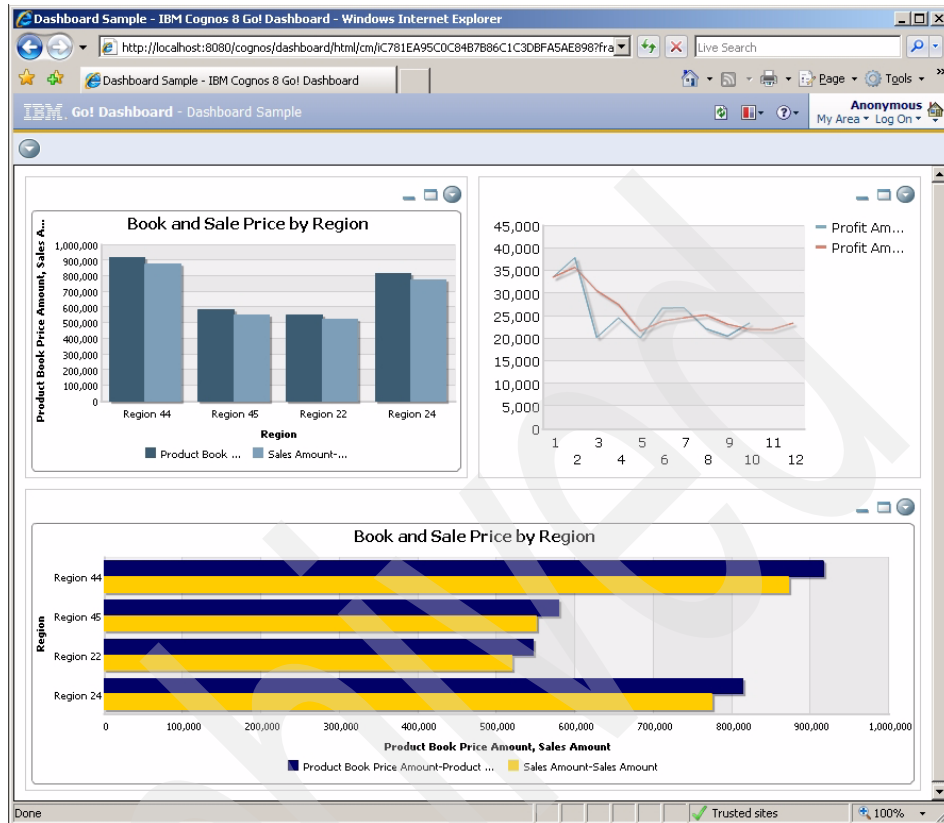 Dashboard Sample - IBM Cognos 8 Go! Dashboard - Windows Internet Explorer
http://localhost:8080/cognos/dashboard/html/cm/iC781EA95C0C84B7B86C1C3DBFA5AE898?fra
Live Search
Dashboard Sample - IBM Cognos 8 Go! Dashboard
Page
Tools
»
IBM. Go! Dashboard - Dashboard Sample
Anonymous
My Area
Log On
Book and Sale Price by Region
Product Book Price Amount, Sales A...
1,000,000
900,000
800,000
700,000
600,000
500,000
400,000
300,000
200,000
100,000
0
Region 44 Region 45 Region 22 Region 24
Region
Product Book ... Sales Amount-...
45,000
40,000
35,000
30,000
25,000
20,000
15,000
10,000
5,000
0
1 3 5 7 9 11
2 4 6 8 10 12
Profit Am...
Profit Am...
Book and Sale Price by Region
Region
Region 44
Region 45
Region 22
Region 24
0 100,000 200,000 300,000 400,000 500,000 600,000 700,000 800,000 900,000 1,000,000
Product Book Price Amount, Sales Amount
Product Book Price Amount-Product ... Sales Amount-Sales Amount
Done
Trusted sites
100%